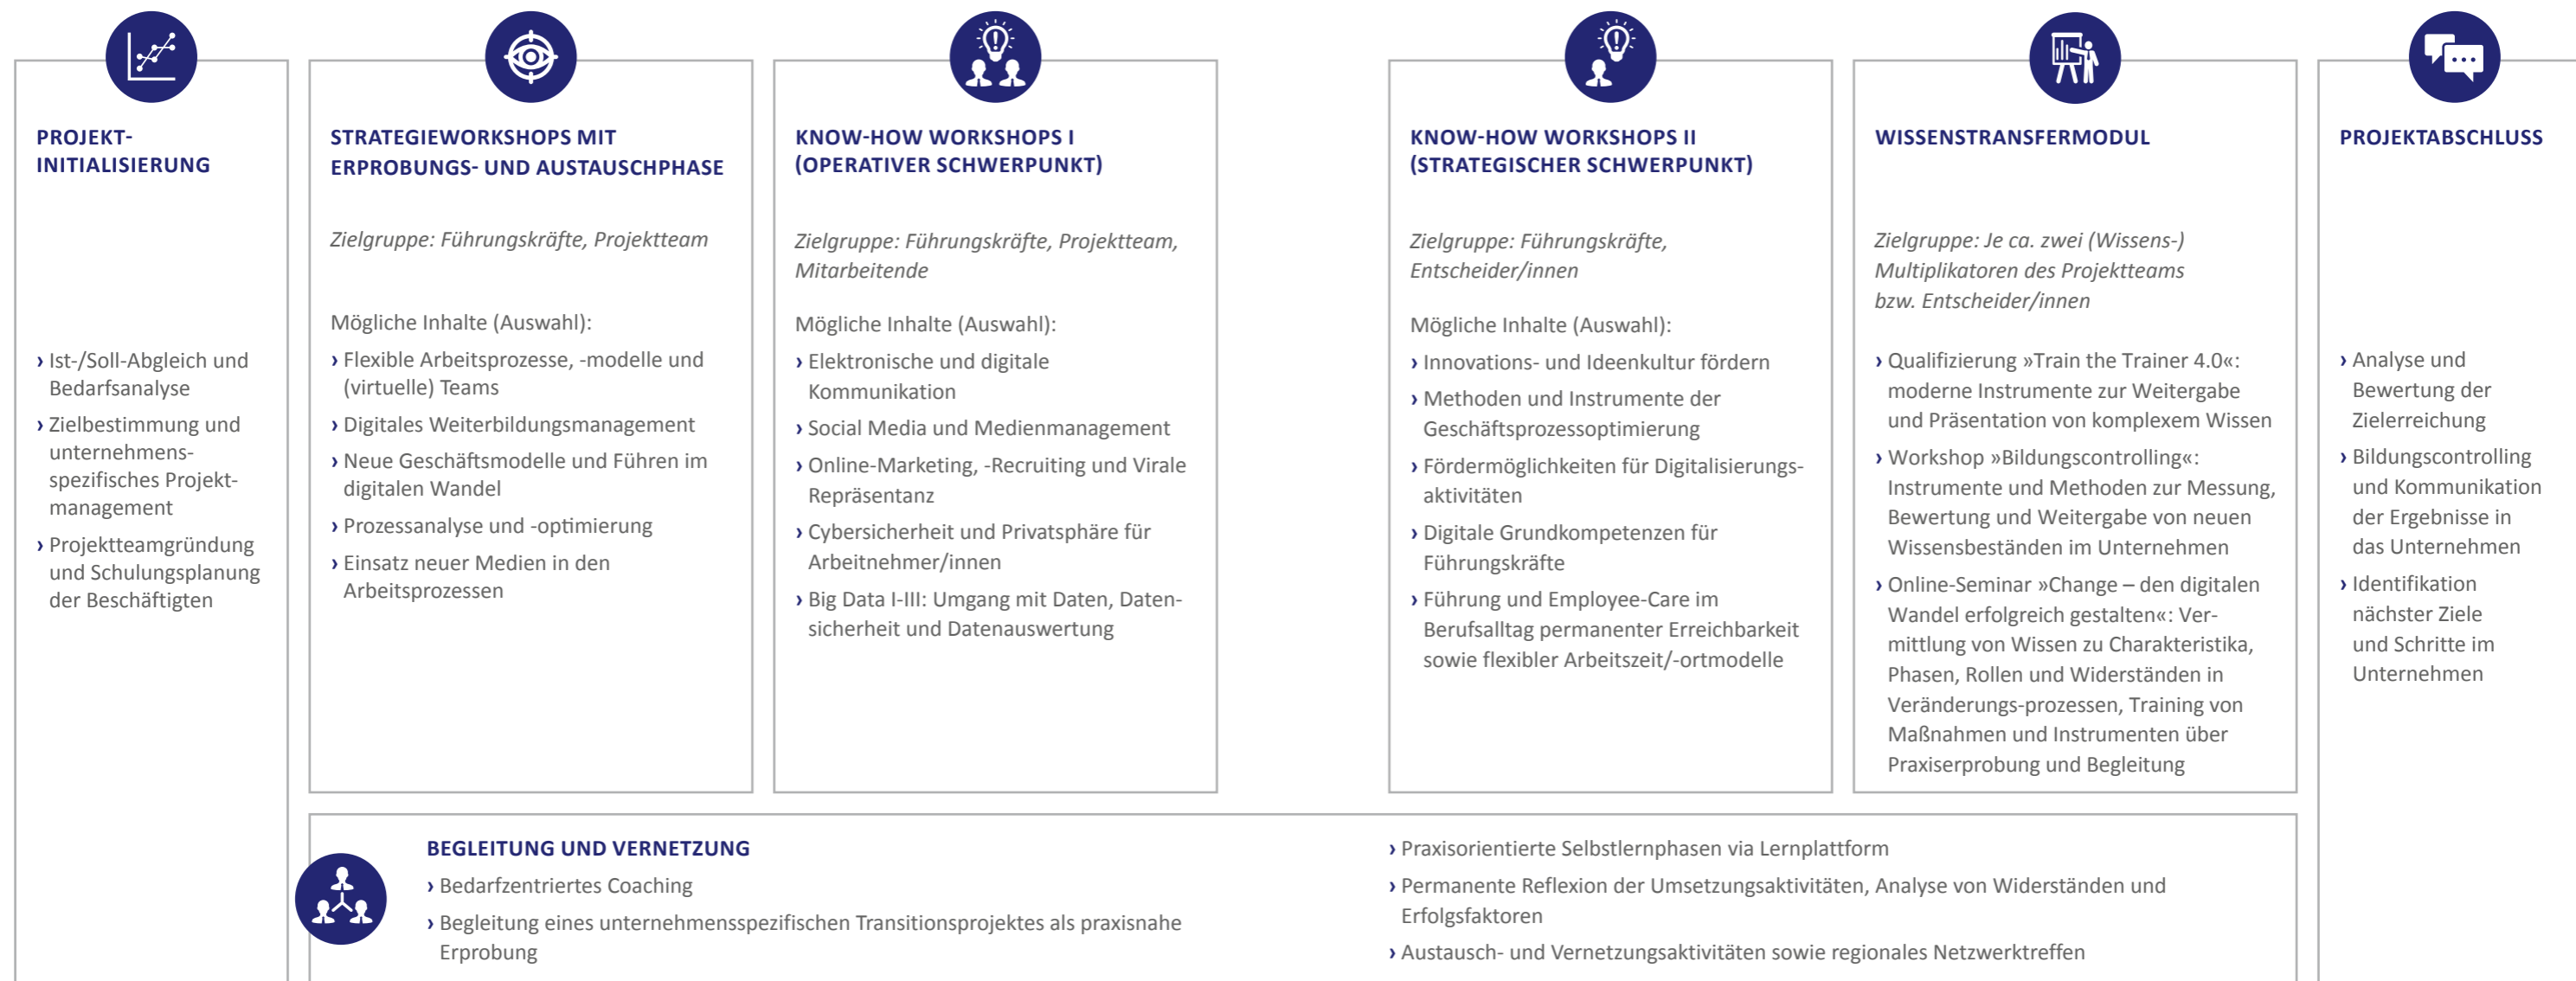 PROJEKT-
INITIALISIERUNG
› Ist-/Soll-Abgleich und
Bedarfsanalyse
› Zielbestimmung und
unternehmens-
spezifisches Projekt-
management
› Projektteamgründung
und Schulungsplanung
der Beschäftigten
STRATEGIEWORKSHOPS MIT
ERPROBUNGS- UND AUSTAUSCHPHASE
Zielgruppe: Führungskräfte, Projektteam
Mögliche Inhalte (Auswahl):
› Flexible Arbeitsprozesse, -modelle und
(virtuelle) Teams
› Digitales Weiterbildungsmanagement
› Neue Geschäftsmodelle und Führen im
digitalen Wandel
› Prozessanalyse und -optimierung
› Einsatz neuer Medien in den
Arbeitsprozessen
KNOW-HOW WORKSHOPS I
(OPERATIVER SCHWERPUNKT)
Zielgruppe: Führungskräfte, Projektteam,
Mitarbeitende
Mögliche Inhalte (Auswahl):
› Elektronische und digitale
Kommunikation
› Social Media und Medienmanagement
› Online-Marketing, -Recruiting und Virale
Repräsentanz
› Cybersicherheit und Privatsphäre für
Arbeitnehmer/innen
› Big Data I-III: Umgang mit Daten, Daten-
sicherheit und Datenauswertung
KNOW-HOW WORKSHOPS II
(STRATEGISCHER SCHWERPUNKT)
Zielgruppe: Führungskräfte,
Entscheider/innen
Mögliche Inhalte (Auswahl):
› Innovations- und Ideenkultur fördern
› Methoden und Instrumente der
Geschäftsprozessoptimierung
› Fördermöglichkeiten für Digitalisierungs-
aktivitäten
› Digitale Grundkompetenzen für
Führungskräfte
› Führung und Employee-Care im
Berufsalltag permanenter Erreichbarkeit
sowie flexibler Arbeitszeit/-ortmodelle
WISSENSTRANSFERMODUL
Zielgruppe: Je ca. zwei (Wissens-)
Multiplikatoren des Projektteams
bzw. Entscheider/innen
› Qualifizierung »Train the Trainer 4.0«:
moderne Instrumente zur Weitergabe
und Präsentation von komplexem Wissen
› Workshop »Bildungscontrolling«:
Instrumente und Methoden zur Messung,
Bewertung und Weitergabe von neuen
Wissensbeständen im Unternehmen
› Online-Seminar »Change – den digitalen
Wandel erfolgreich gestalten«: Ver-
mittlung von Wissen zu Charakteristika,
Phasen, Rollen und Widerständen in
Veränderungs-prozessen, Training von
Maßnahmen und Instrumenten über
Praxiserprobung und Begleitung
PROJEKTABSCHLUSS
› Analyse und
Bewertung der
Zielerreichung
› Bildungscontrolling
und Kommunikation
der Ergebnisse in
das Unternehmen
› Identifikation
nächster Ziele
und Schritte im
Unternehmen
BEGLEITUNG UND VERNETZUNG
› Bedarfzentriertes Coaching
› Begleitung eines unternehmensspezifischen Transitionsprojektes als praxisnahe
Erprobung
› Praxisorientierte Selbstlernphasen via Lernplattform
› Permanente Reflexion der Umsetzungsaktivitäten, Analyse von Widerständen und
Erfolgsfaktoren
› Austausch- und Vernetzungsaktivitäten sowie regionales Netzwerktreffen